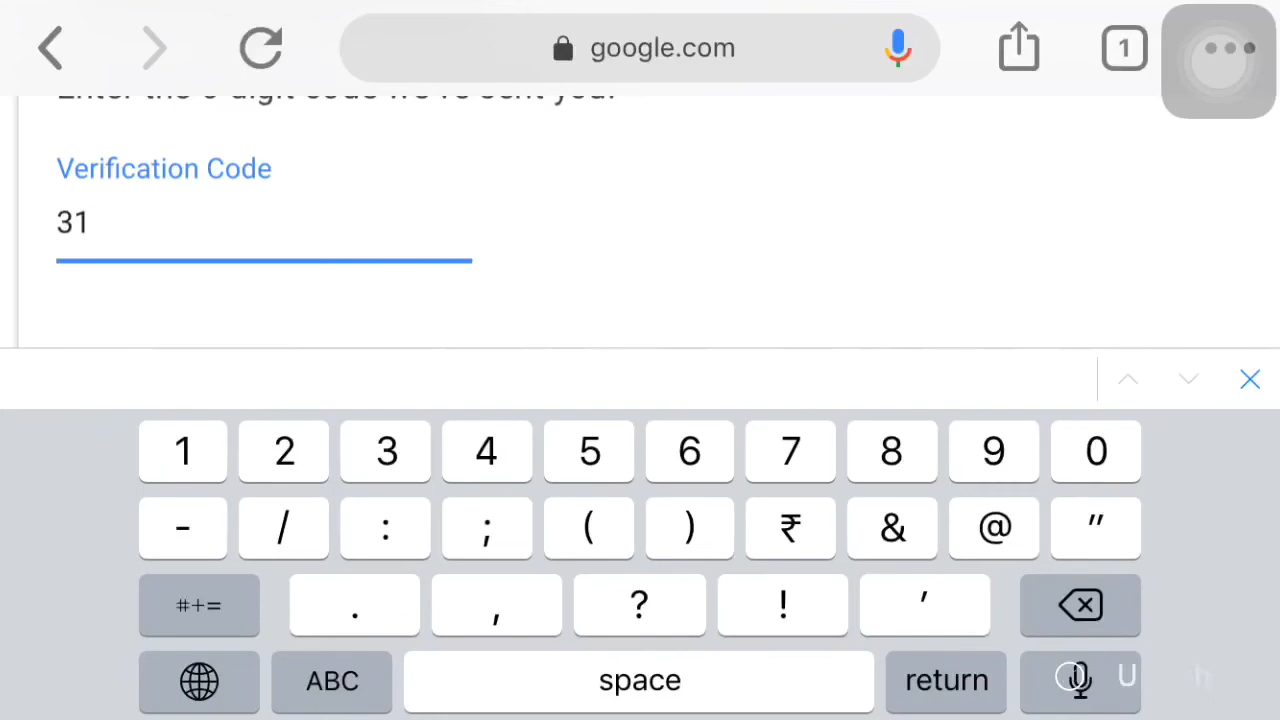 google.com
1
Verification Code
31
1 2 3 4 5 6 7 8 9 0
- / : ; ( ) ₹ & @ "
#+= . , ? ! '
ABC space return